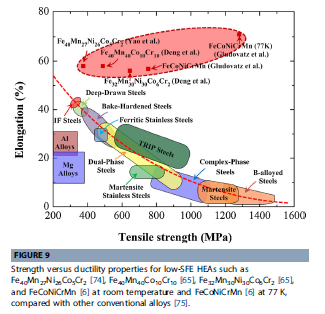 Fe40Mn27Ni26Co5Cr2 (Yao et al.)
Fe40Mn40Co10Cr10 (Deng et al.)
FeCoNiCrMn (77K)
(Gludovatz et al.)
FeCoNiCrMn (Gludovatz et al.)
Fe32Mn30Ni30Co6Cr2 (Deng et al.)
Deep-Drawn Steels
Bake-Hardened Steels
IF Steels
Ferritic Stainless Steels
TRIP Steels
Al
Alloys
Mg
Alloys
Dual-Phase
Steels
Complex-Phase
Steels
B-alloyed
Steels
Martensite
Stainless Steels
Martensite
Steels
Elongation (%)
0
20
40
60
80
200
400
600
800
1000
1200
1400
1600
Tensile strength (MPa)
FIGURE 9
Strength versus ductility properties for low-SFE HEAs such as
Fe40Mn27Ni26Co5Cr2 [74], Fe40Mn40Co10Cr10 [65], Fe32Mn30Ni30Co6Cr2 [65],
and FeCoNiCrMn [6] at room temperature and FeCoNiCrMn [6] at 77 K,
compared with other conventional alloys [75].